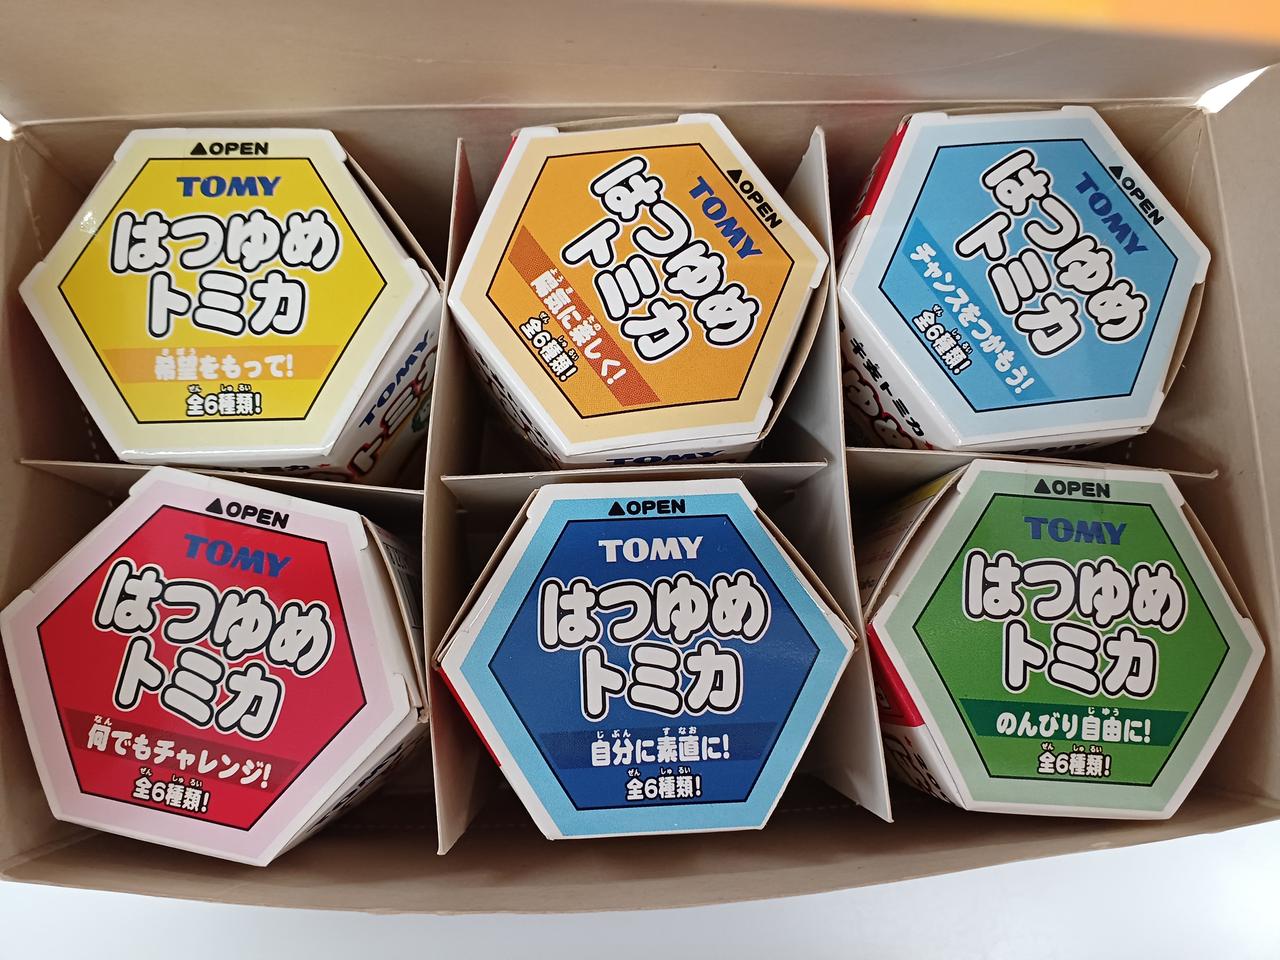 ▲OPEN
TOMY
はつゆめ
トミカ
希望をもって!
全6種類!
▲OPEN
TOMY
はつゆめ
トミカ
陽気に楽しく!
全6種類!!
▲OPEN
TOMY
はつゆめ
トミカ
チャンスをつかもう!
全6種類!
▲OPEN
TOMY
はつゆめ
トミカ
何でもチャレンジ!
全6種類!
▲OPEN
TOMY
はつゆめ
トミカ
自分に素直に!
全6種類!
▲OPEN
TOMY
はつゆめ
トミカ
のんびり自由に!
全6種類!
TOMY
TOMY